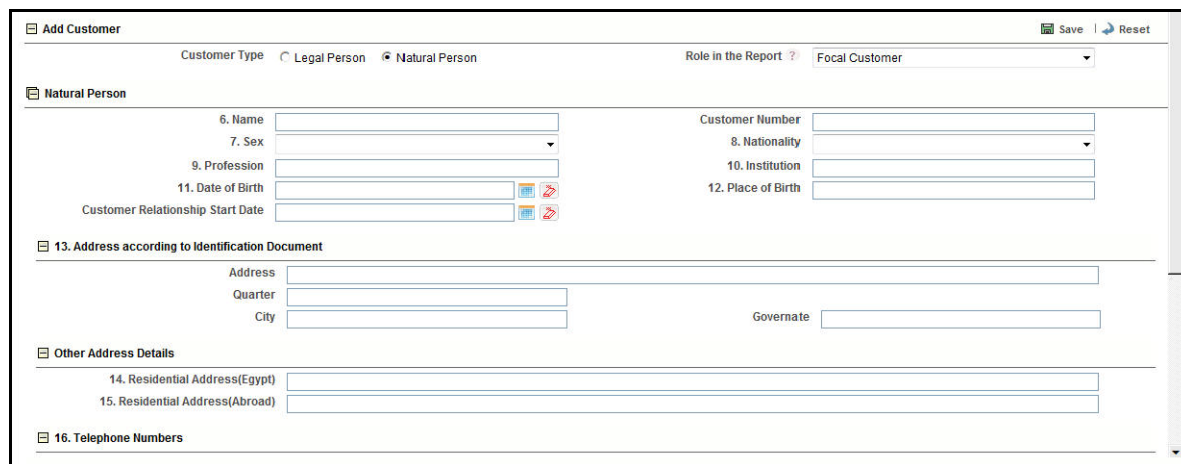 Add Customer Save Reset
Customer Type Legal Person Natural Person Role in the Report ? Focal Customer
Natural Person
6. Name Customer Number
7. Sex 8. Nationality
9. Profession 10. Institution
11. Date of Birth 12. Place of Birth
Customer Relationship Start Date
13. Address according to Identification Document
Address
Quarter
City Governate
Other Address Details
14. Residential Address(Egypt)
15. Residential Address(Abroad)
16. Telephone Numbers